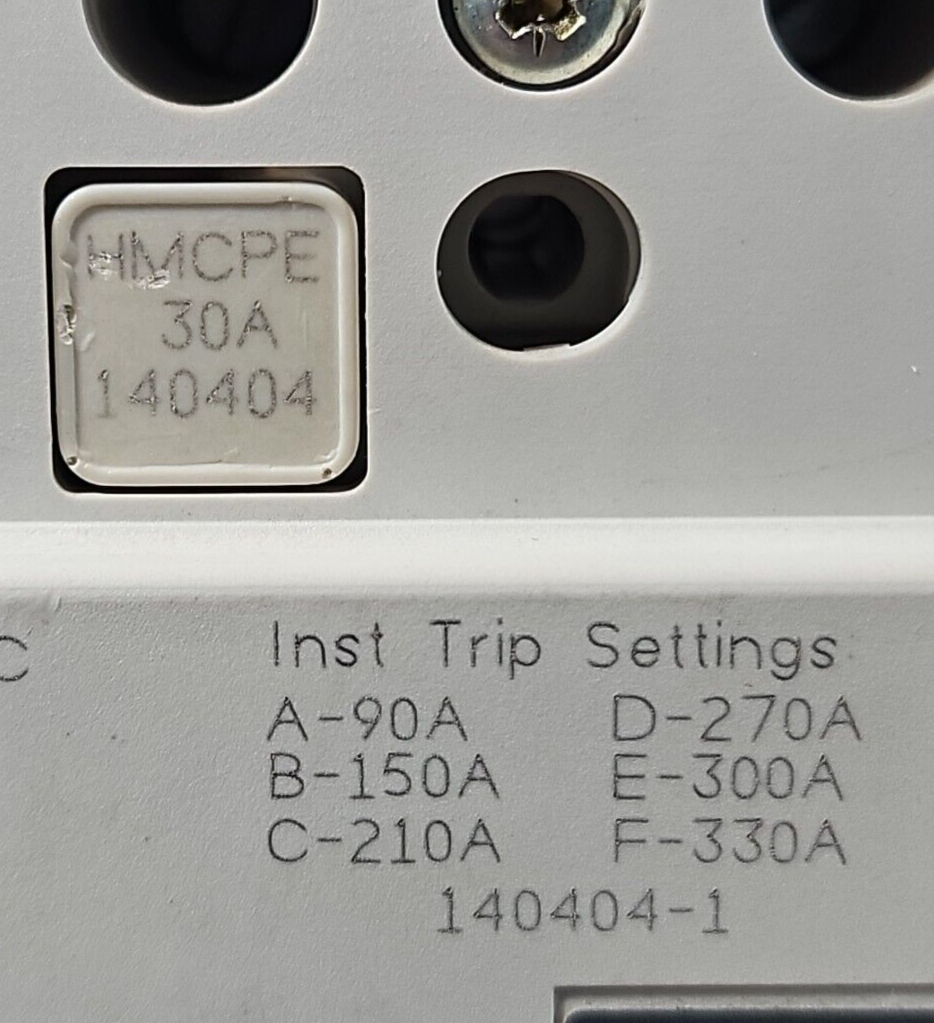 HMCPE
30A
140404
C
Inst Trip Settings
A-90A D-270A
B-150A E-300A
C-210A F-330A
140404-1